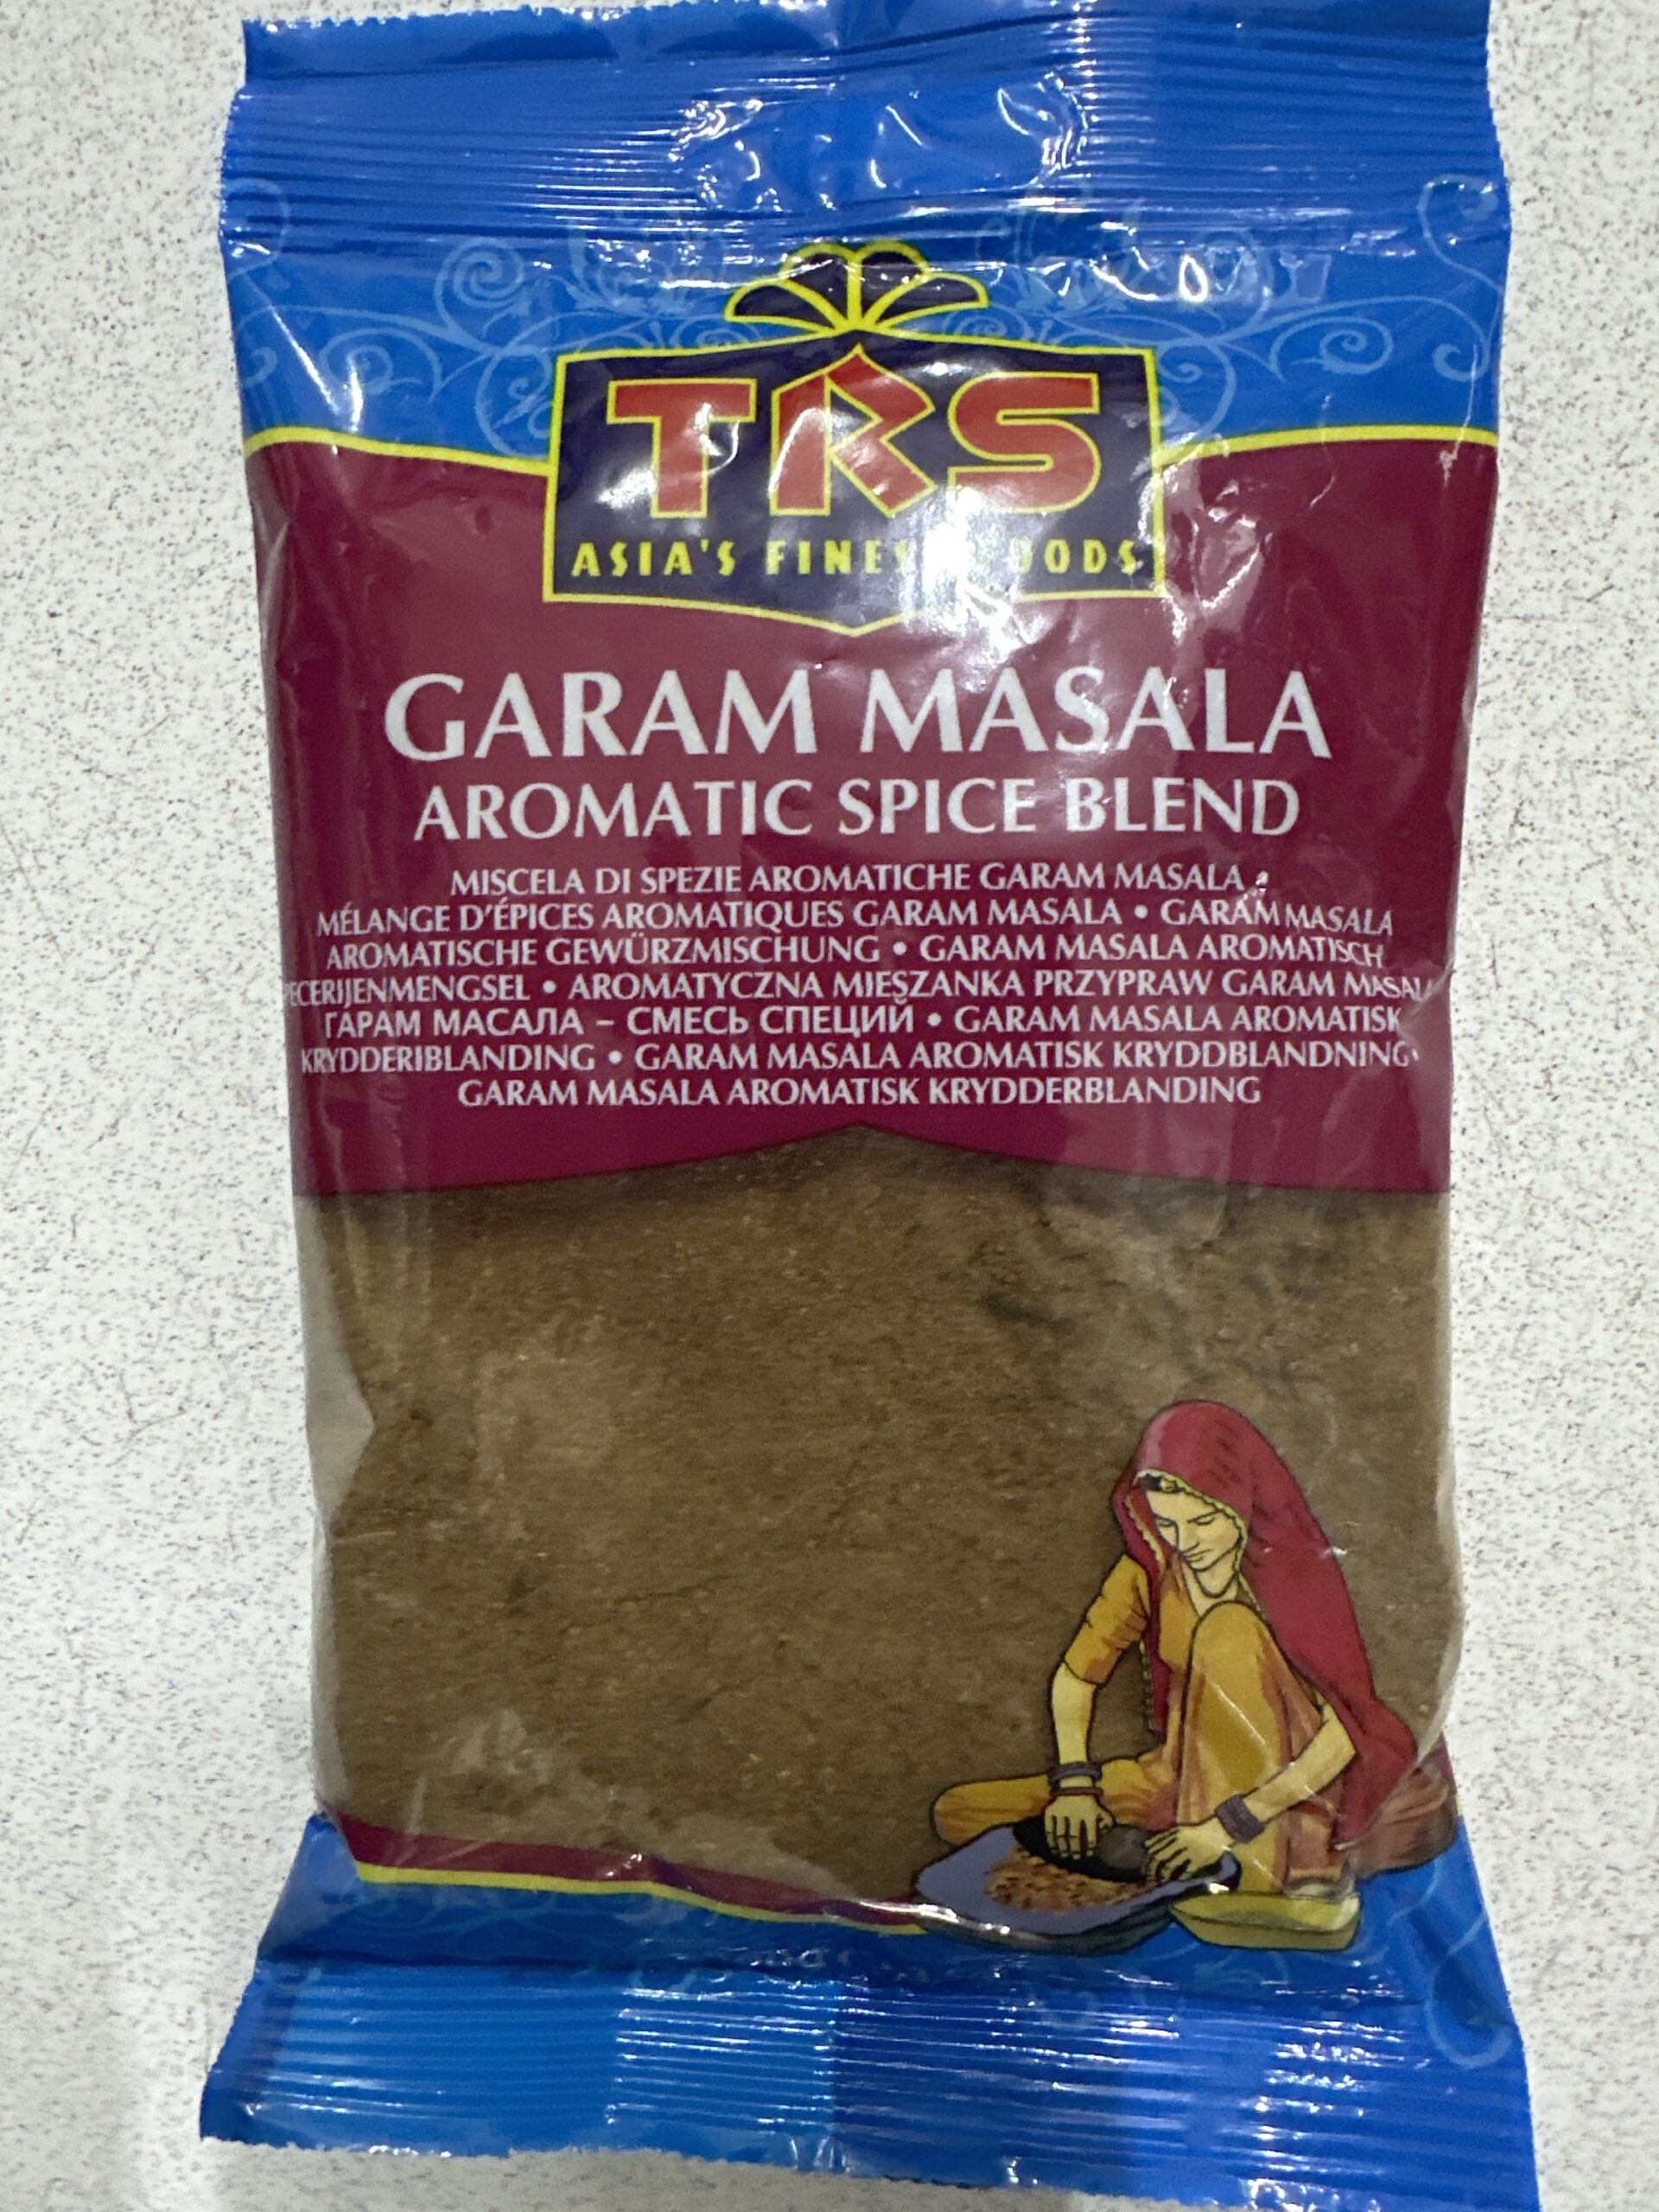 TRS
ASIA'S
GARAM MASALA
AROMATIC SPICE BLEND
MISCELA DI SPEZIE AROMATICHE GARAM MASALA •
MÉLANGE D'ÉPICES AROMATIQUES GARAM MASALA • GARAM MASALA
AROMATISCHE GEWÜRZMISCHUNG • GARAM MASALA AROMATISCH
• AROMATYCZNA MIESZANKA PRZYPRAW GARAM MASALA
ГАРАМ МАСАЛА – СМЕСЬ СПЕЦИЙ • GARAM MASALA AROMATISK
KRYDDERIBLANDING • GARAM MASALA AROMATISK KRYDDBLANDNING•
GARAM MASALA AROMATISK KRYDDERBLANDING